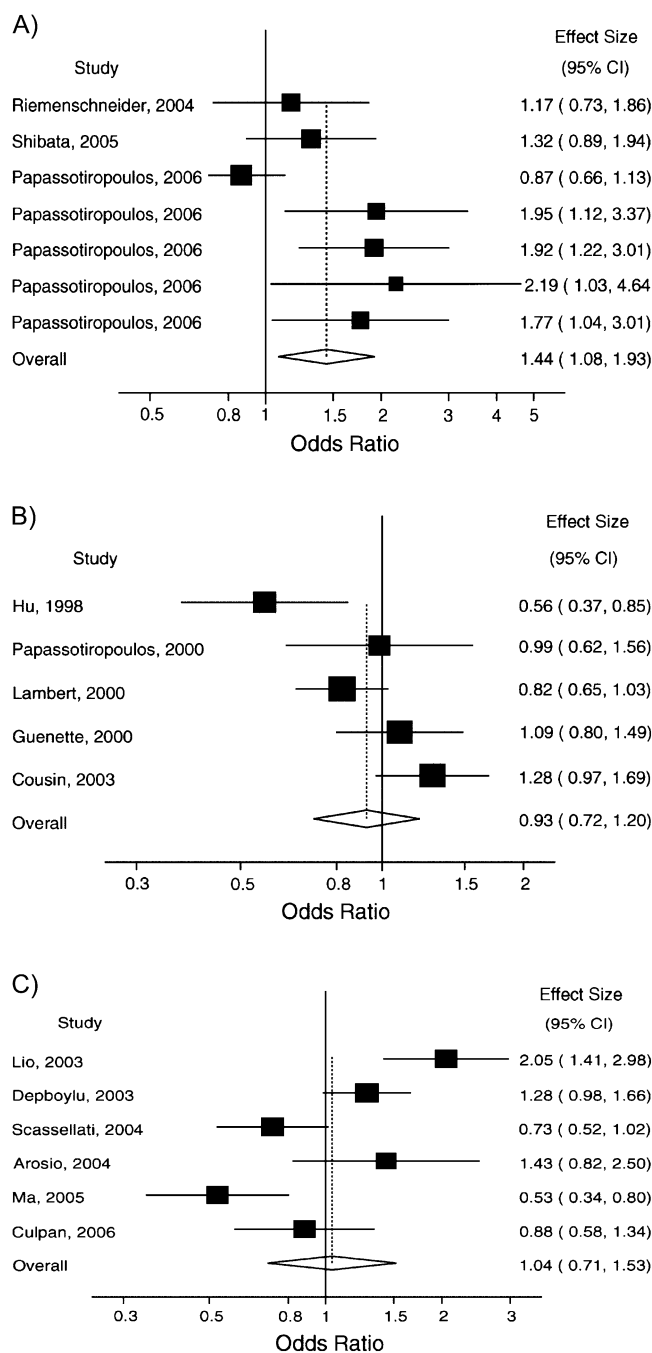 A)
Effect Size
Study (95% CI)
Riemenschneider, 2004 1.17 ( 0.73, 1.86)
Shibata, 2005 1.32 ( 0.89, 1.94)
Papassotiropoulos, 2006 0.87 ( 0.66, 1.13)
Papassotiropoulos, 2006 1.95 ( 1.12, 3.37)
Papassotiropoulos, 2006 1.92 ( 1.22, 3.01)
Papassotiropoulos, 2006 2.19 ( 1.03, 4.64
Papassotiropoulos, 2006 1.77 ( 1.04, 3.01)
Overall 1.44 ( 1.08, 1.93)
0.5 0.8 1 1.5 2 3 4 5
Odds Ratio
B)
Effect Size
Study (95% CI)
Hu, 1998 0.56 ( 0.37, 0.85)
Papassotiropoulos, 2000 0.99 ( 0.62, 1.56)
Lambert, 2000 0.82 ( 0.65, 1.03)
Guenette, 2000 1.09 ( 0.80, 1.49)
Cousin, 2003 1.28 ( 0.97, 1.69)
Overall 0.93 ( 0.72, 1.20)
0.3 0.5 0.8 1 1.5 2
Odds Ratio
C)
Effect Size
Study (95% CI)
Lio, 2003 2.05 ( 1.41, 2.98)
Depboylu, 2003 1.28 ( 0.98, 1.66)
Scassellati, 2004 0.73 ( 0.52, 1.02)
Arosio, 2004 1.43 ( 0.82, 2.50)
Ma, 2005 0.53 ( 0.34, 0.80)
Culpan, 2006 0.88 ( 0.58, 1.34)
Overall 1.04 ( 0.71, 1.53)
0.3 0.5 0.8 1 1.5 2 3
Odds Ratio